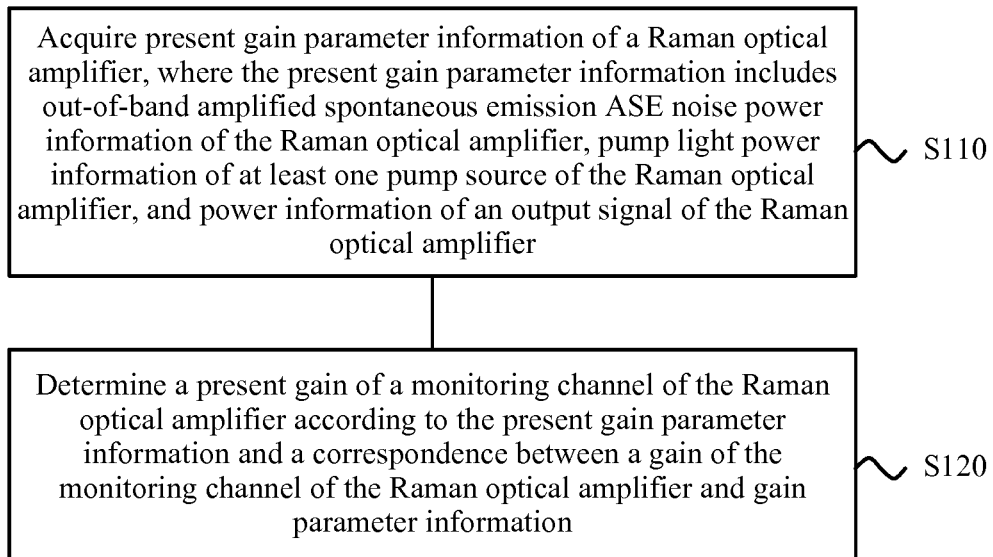 Acquire present gain parameter information of a Raman optical
amplifier, where the present gain parameter information includes
out-of-band amplified spontaneous emission ASE noise power
information of the Raman optical amplifier, pump light power
information of at least one pump source of the Raman optical
amplifier, and power information of an output signal of the Raman
optical amplifier
S110
Determine a present gain of a monitoring channel of the Raman
optical amplifier according to the present gain parameter
information and a correspondence between a gain of the
monitoring channel of the Raman optical amplifier and gain
parameter information
S120